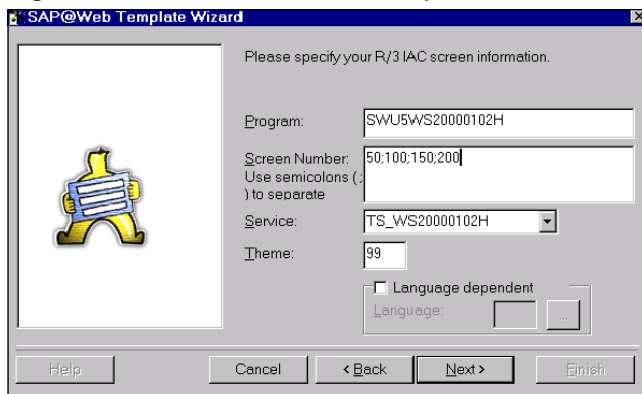 SAP@Web Template Wizard
Please specify your R/3 IAC screen information.
Program: SWU5WS20000102H
Screen Number: 50;100;150;200
Use semicolons (;
) to separate
Service: TS_WS20000102H
Theme: 99
Language dependent
Language: ...
Help Cancel < Back Next > Finish